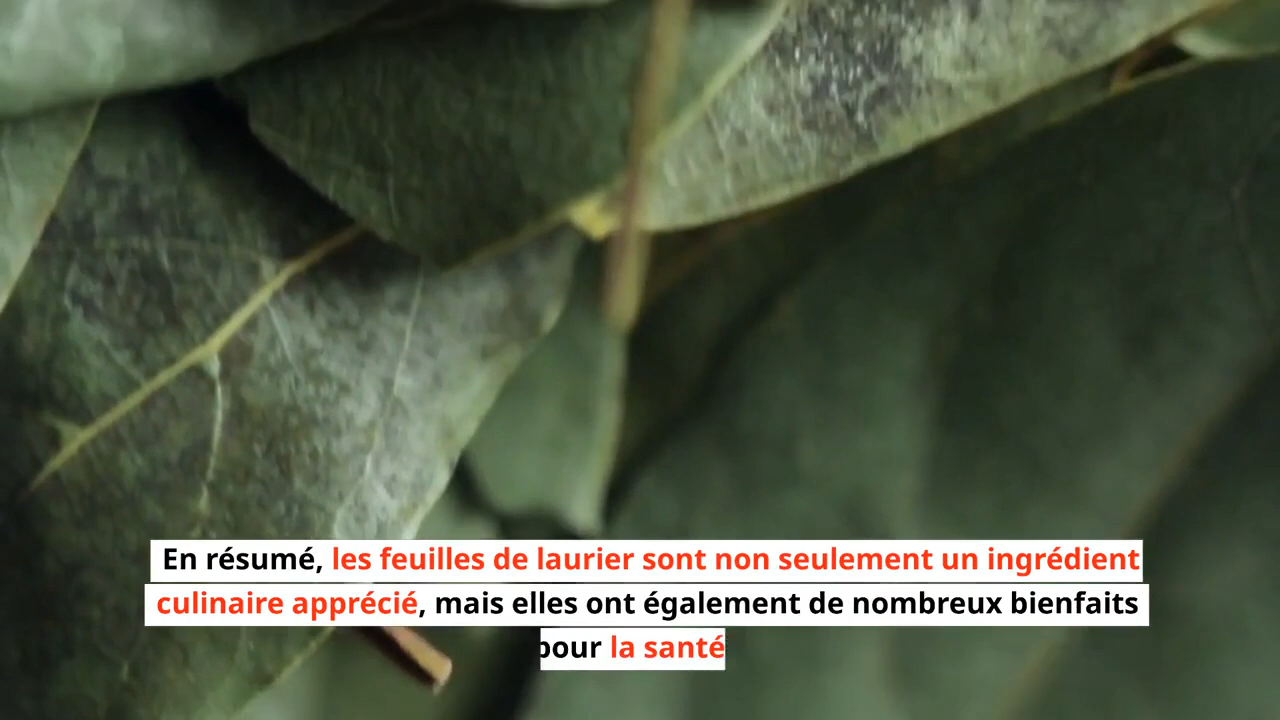 En résumé, les feuilles de laurier sont non seulement un ingrédient
culinaire apprécié, mais elles ont également de nombreux bienfaits
pour la santé